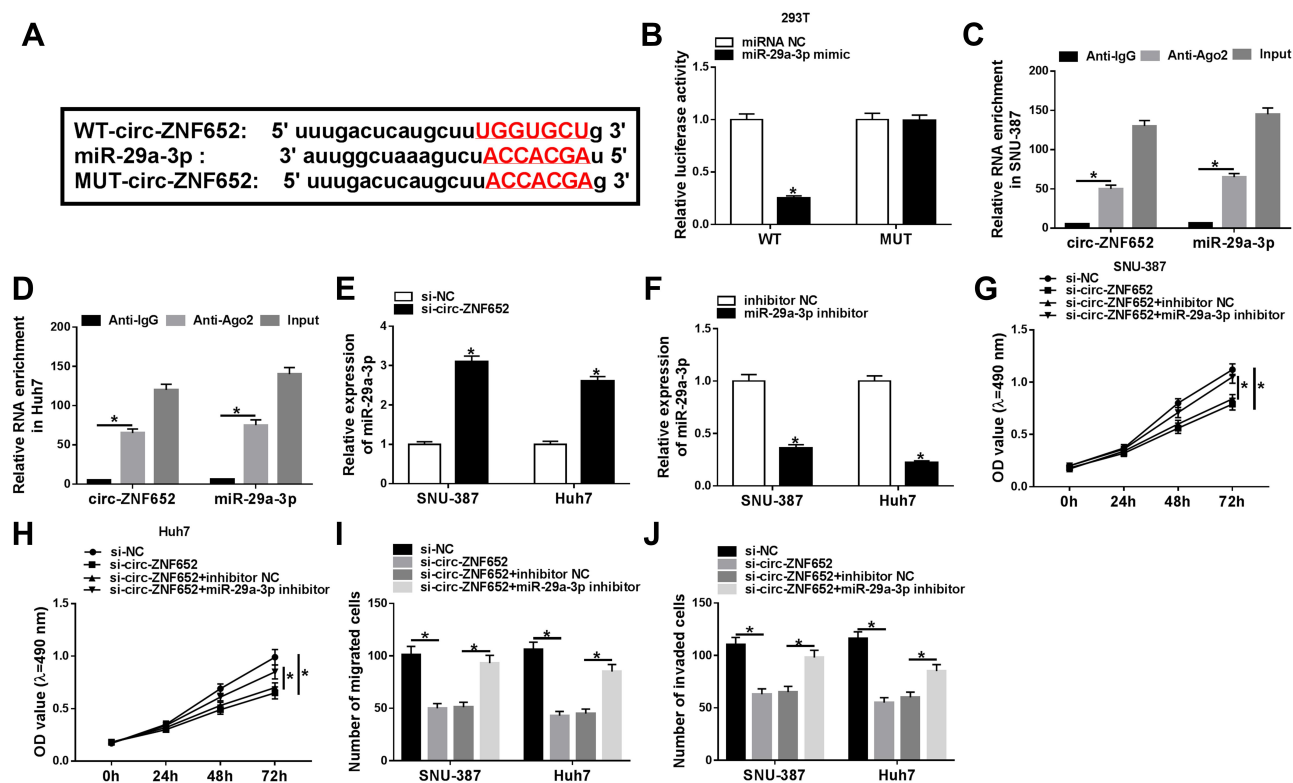 A
WT-circ-ZNF652: 5' uuugacucaugcuuUGGUGCUg 3'
miR-29a-3p : 3' auuggcuaaagucuACCACGAu 5'
MUT-circ-ZNF652: 5' uuugacucaugcuuACCACGAg 3'
B
293T
miRNA NC
miR-29a-3p mimic
Relative luciferase activity
1.5
1.0
0.5
0.0
*
WT MUT
C
Anti-IgG Anti-Ago2 Input
Relative RNA enrichment
in SNU-387
200
150
100
50
0
* *
circ-ZNF652 miR-29a-3p
D
Anti-IgG Anti-Ago2 Input
Relative RNA enrichment
in Huh7
200
150
100
50
0
* *
circ-ZNF652 miR-29a-3p
E
si-NC
si-circ-ZNF652
Relative expression
of miR-29a-3p
4
3
2
1
0
* *
SNU-387 Huh7
F
inhibitor NC
miR-29a-3p inhibitor
Relative expression
of miR-29a-3p
1.5
1.0
0.5
0.0
* *
SNU-387 Huh7
G
SNU-387
si-NC
si-circ-ZNF652
si-circ-ZNF652+inhibitor NC
si-circ-ZNF652+miR-29a-3p inhibitor
OD value (λ=490 nm)
1.5
1.0
0.5
0.0
* *
0h 24h 48h 72h
H
Huh7
si-NC
si-circ-ZNF652
si-circ-ZNF652+inhibitor NC
si-circ-ZNF652+miR-29a-3p inhibitor
OD value (λ=490 nm)
1.5
1.0
0.5
0.0
* *
0h 24h 48h 72h
I
si-NC
si-circ-ZNF652
si-circ-ZNF652+inhibitor NC
si-circ-ZNF652+miR-29a-3p inhibitor
Number of migrated cells
150
100
50
0
* * * *
SNU-387 Huh7
J
si-NC
si-circ-ZNF652
si-circ-ZNF652+inhibitor NC
si-circ-ZNF652+miR-29a-3p inhibitor
Number of invaded cells
150
100
50
0
* * * *
SNU-387 Huh7